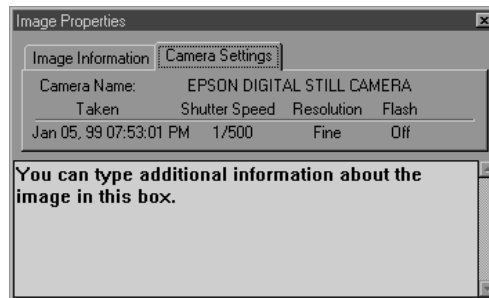 Image Properties
Image Information Camera Settings
Camera Name: EPSON DIGITAL STILL CAMERA
Taken Shutter Speed Resolution Flash
Jan 05, 99 07:53:01 PM 1/500 Fine Off
You can type additional information about the
image in this box.